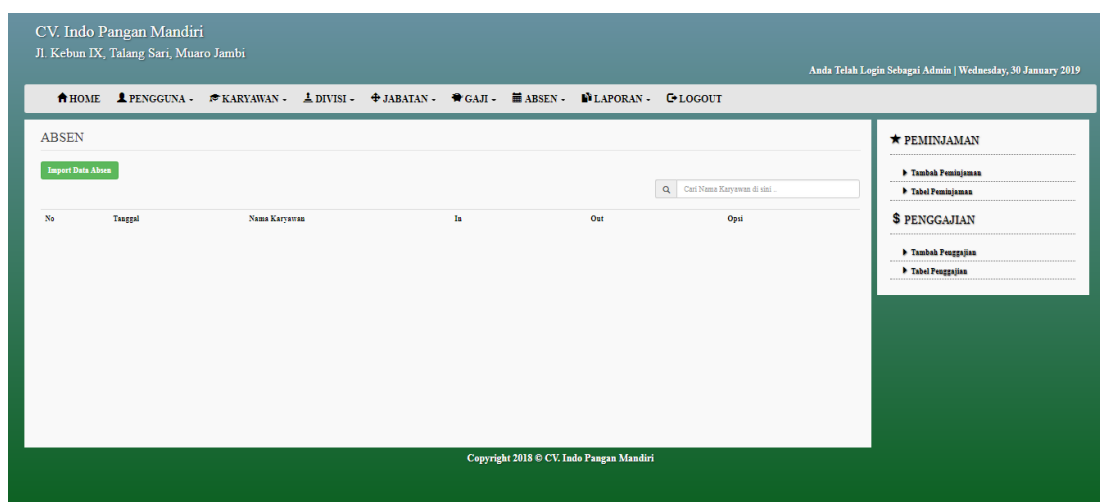 CV. Indo Pangan Mandiri
Jl. Kebun IX, Talang Sari, Muaro Jambi
Anda Telah Login Sebagai Admin | Wednesday, 30 January 2019
HOME PENGGUNA KARYAWAN DIVISI JABATAN GAJI ABSEN LAPORAN LOGOUT
ABSEN
Import Data Absen
Cari Nama Karyawan di sini ..
No Tanggal Nama Karyawan In Out Opsi
PEMINJAMAN
Tambah Peminjaman
Tabel Peminjaman
$ PENGGAJIAN
Tambah Penggajian
Tabel Penggajian
Copyright 2018 © CV. Indo Pangan Mandiri